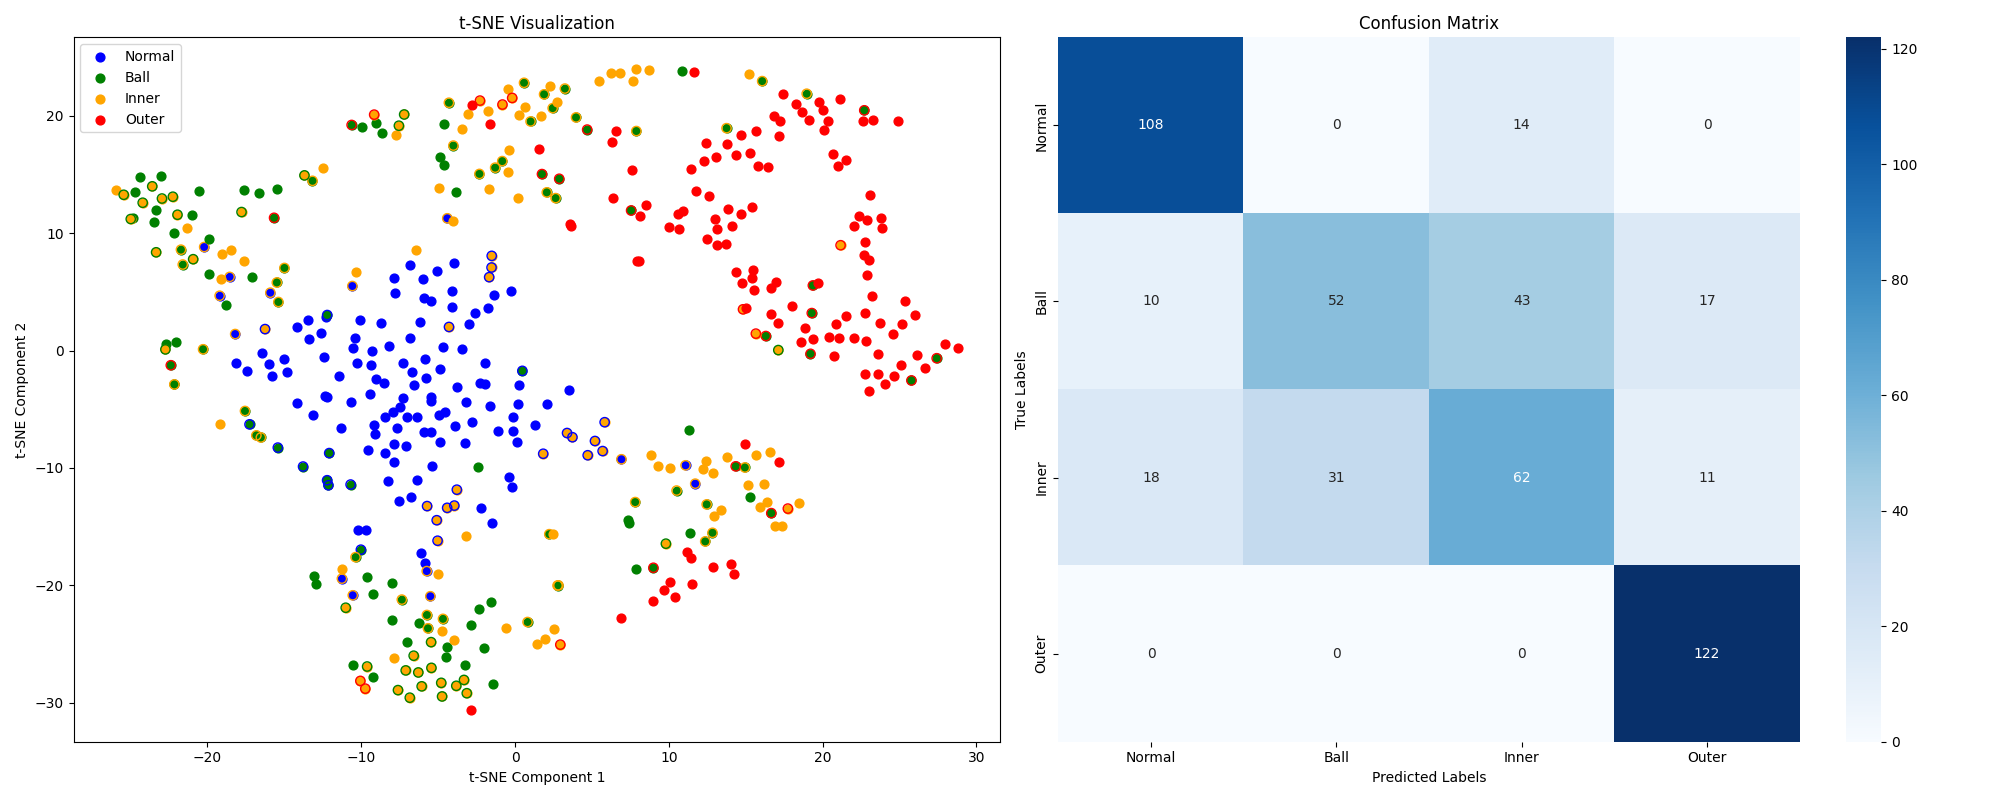 t-SNE Visualization
Normal
Ball
Inner
Outer
20
10
0
−10
−20
−30
t-SNE Component 2
−20
−10
0
10
20
30
t-SNE Component 1
Confusion Matrix
Normal
Ball
Inner
Outer
True Labels
108 0 14 0
10 52 43 17
18 31 62 11
0 0 0 122
Normal
Ball
Inner
Outer
Predicted Labels
120
100
80
60
40
20
0